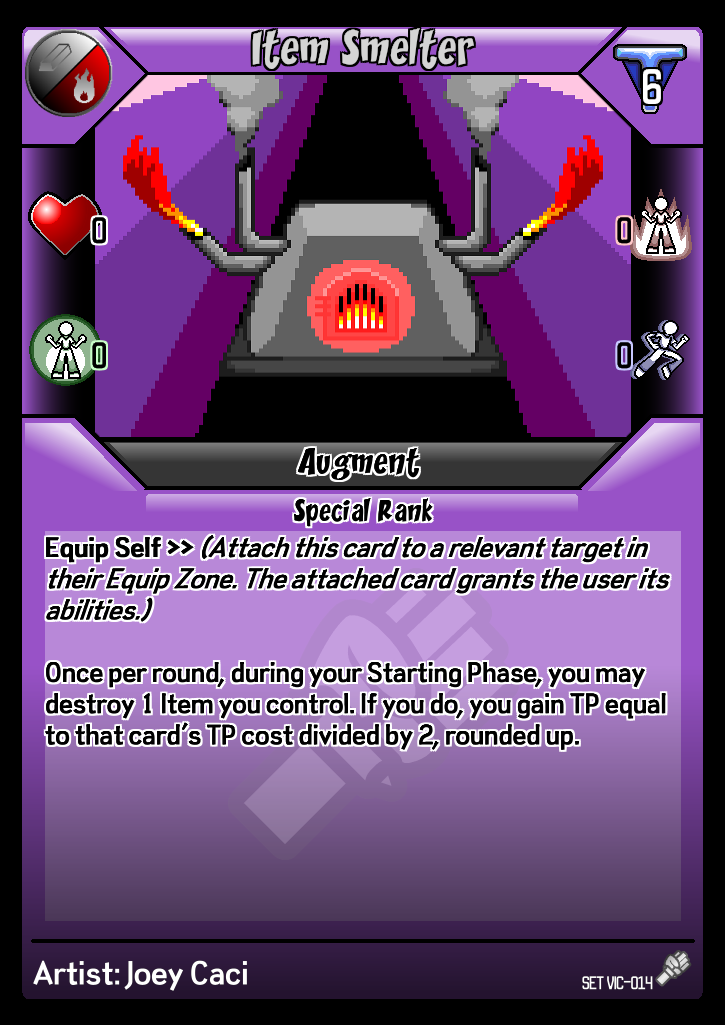 Item Smelter
6
0
0
0
0
Augment
Special Rank
Equip Self >> (Attach this card to a relevant target in
their Equip Zone. The attached card grants the user its
abilities.)
Once per round, during your Starting Phase, you may
destroy 1 Item you control. If you do, you gain TP equal
to that card's TP cost divided by 2, rounded up.
Artist: Joey Caci
SET VIC-014